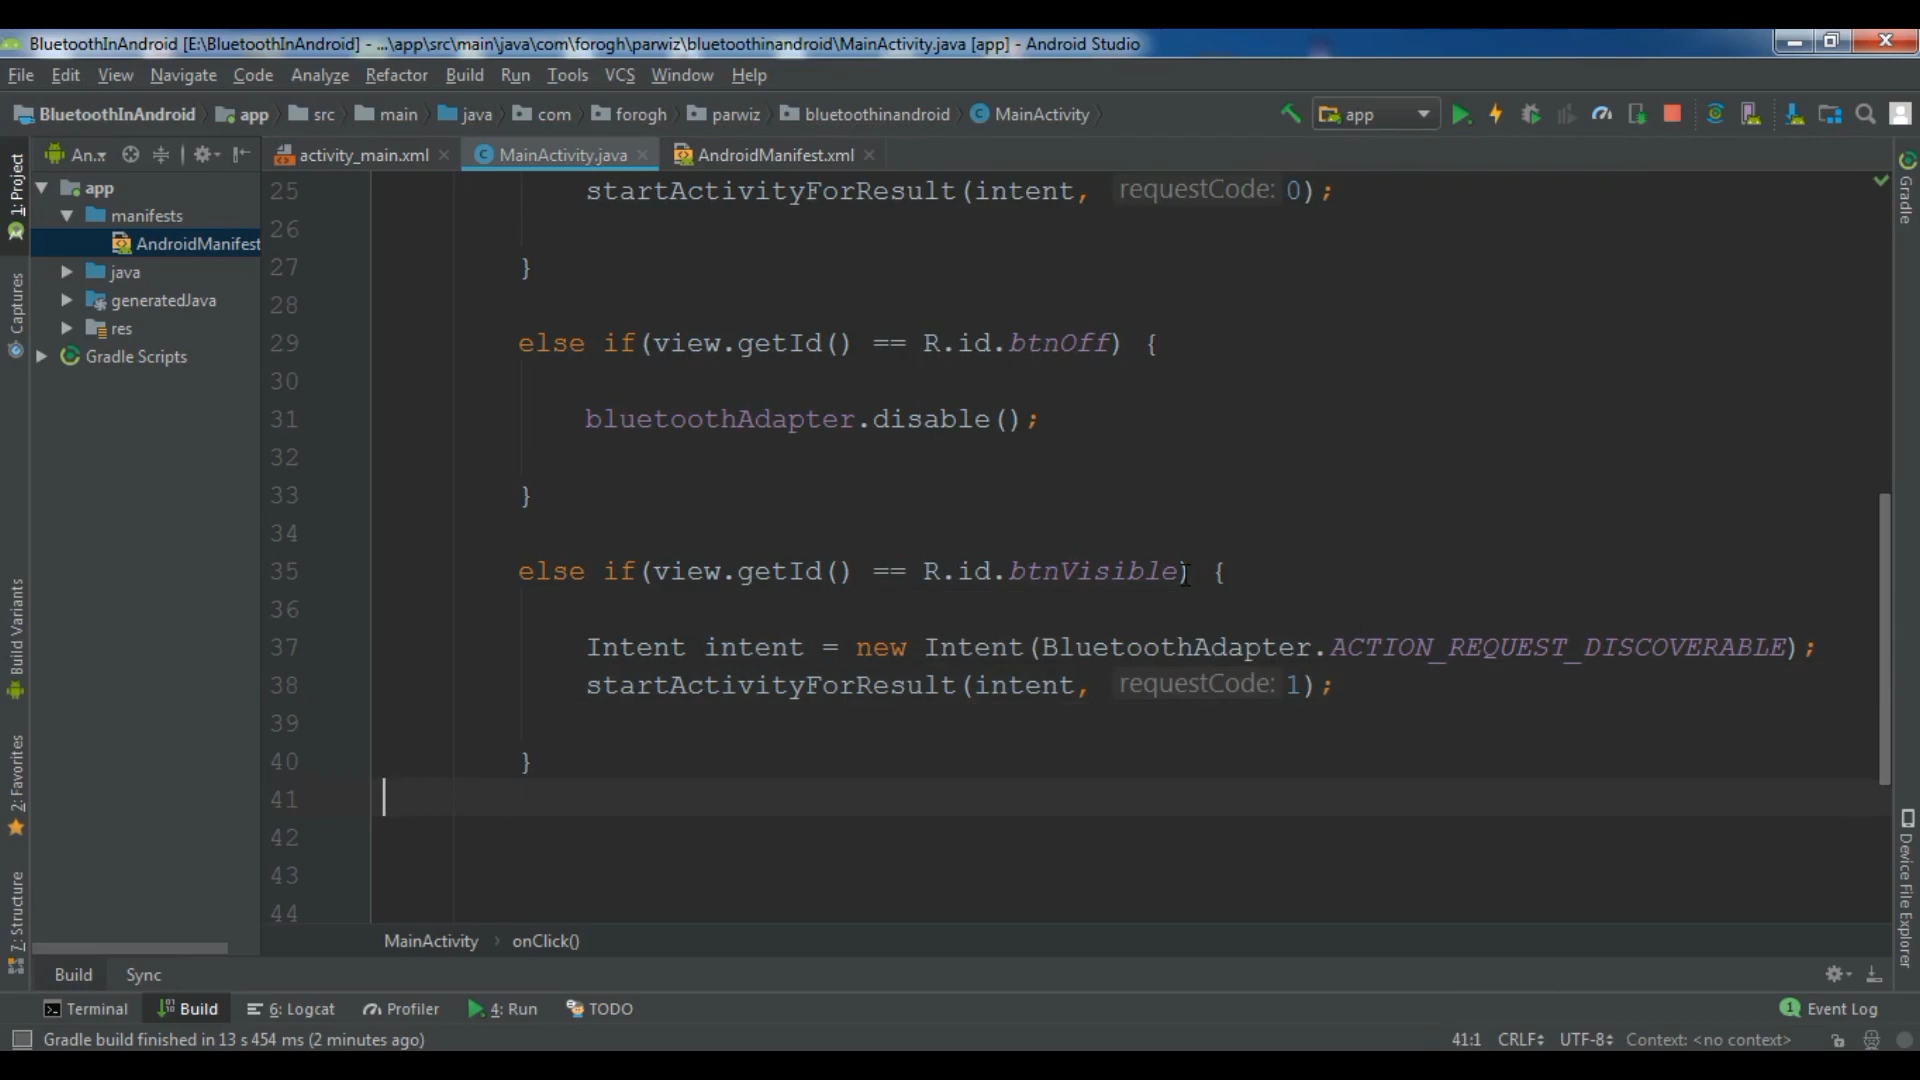 BluetoothInAndroid [E:\BluetoothInAndroid] - ...\app\src\main\java\com\forogh\parwiz\bluetoothinandroid\MainActivity.java [app] - Android Studio
File Edit View Navigate Code Analyze Refactor Build Run Tools VCS Window Help
BluetoothInAndroid app src main java com forogh parwiz bluetoothinandroid MainActivity app
An.. activity_main.xml MainActivity.java AndroidManifest.xml
1: Project
Captures
Build Variants
2: Favorites
7: Structure
app
manifests
AndroidManifest
java
generatedJava
res
Gradle Scripts
25 startActivityForResult(intent, requestCode: 0);
26
27 }
28
29 else if(view.getId() == R.id.btnOff) {
30
31 bluetoothAdapter.disable();
32
33 }
34
35 else if(view.getId() == R.id.btnVisible) {
36
37 Intent intent = new Intent(BluetoothAdapter.ACTION_REQUEST_DISCOVERABLE);
38 startActivityForResult(intent, requestCode: 1);
39
40 }
41
42
43
44
Gradle
Device File Explorer
MainActivity › onClick()
Build Sync
Terminal Build 6: Logcat Profiler 4: Run TODO 1 Event Log
Gradle build finished in 13 s 454 ms (2 minutes ago) 41:1 CRLF UTF-8 Context: <no context>